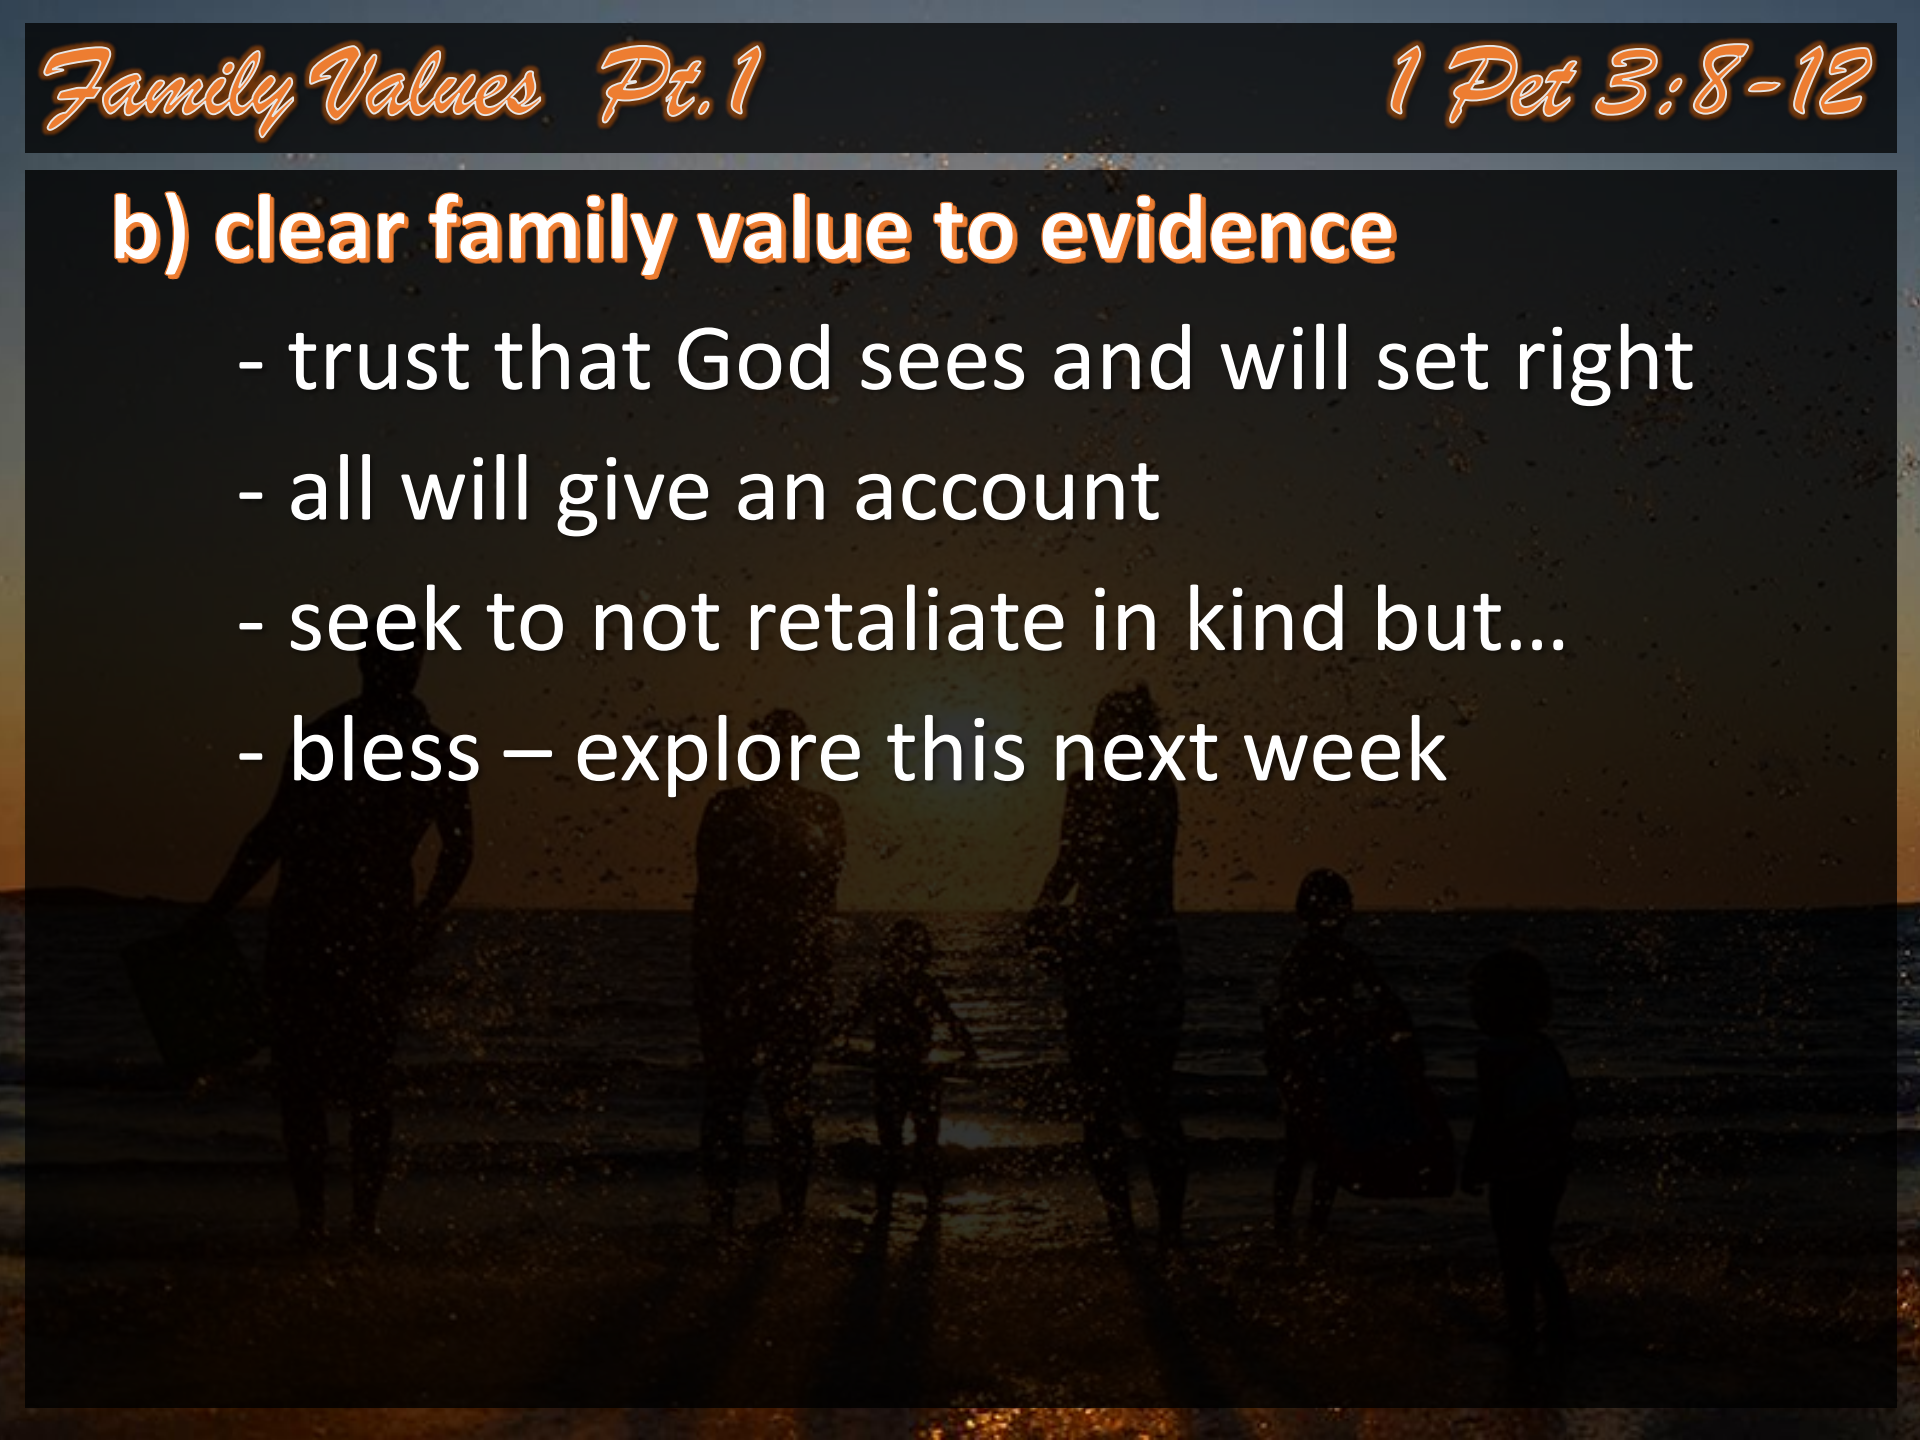 Family Values Pt.1 1 Pet 3:8-12
b) clear family value to evidence
- trust that God sees and will set right
- all will give an account
- seek to not retaliate in kind but…
- bless – explore this next week